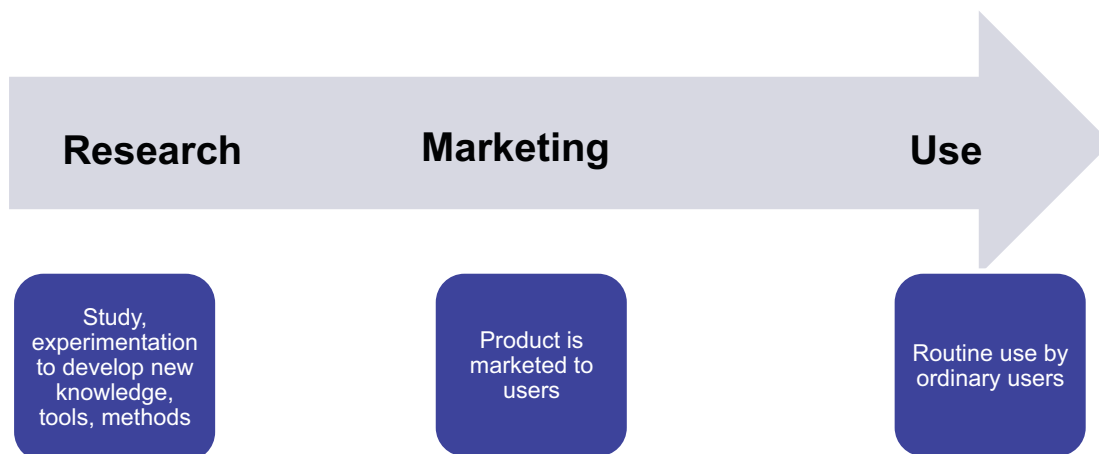 Research
Marketing
Use
Study,
experimentation
to develop new
knowledge,
tools, methods
Product is
marketed to
users
Routine use by
ordinary users